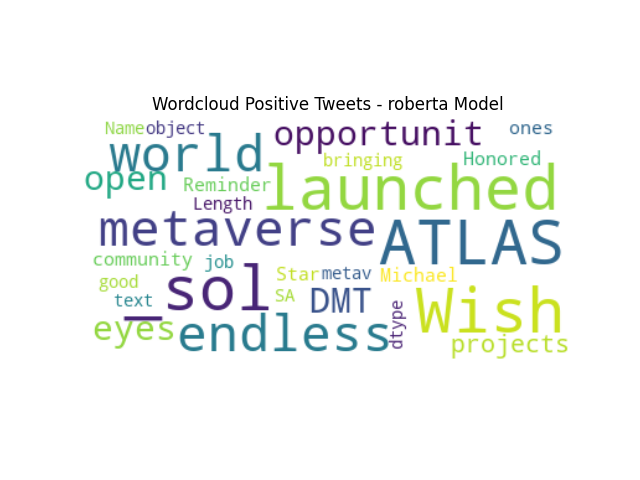 Wordcloud Positive Tweets - roberta Model
Name object opportunit ones
world bringing Honored
open Reminder launched
Length
metaverse ATLAS
community job
good _sol Star metav Michael
text SA DMT Wish
eyes endless dtype projects